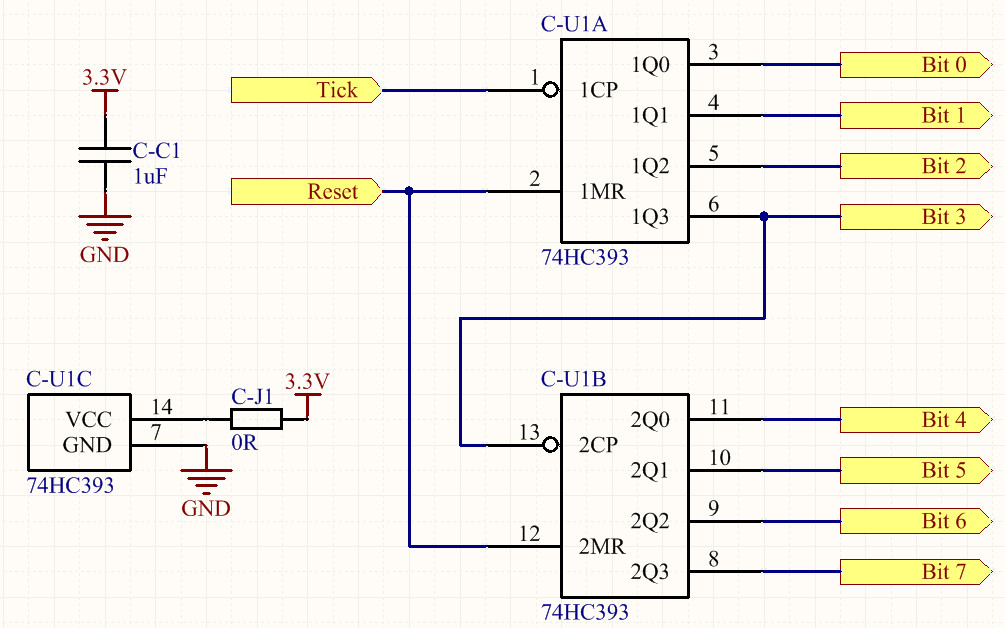 C-U1A
3.3V
C-C1
1uF
GND
Tick
1
1CP
Reset
2
1MR
1Q0
3
Bit 0
1Q1
4
Bit 1
1Q2
5
Bit 2
1Q3
6
Bit 3
74HC393
C-U1C
VCC
14
GND
7
74HC393
C-J1
0R
3.3V
GND
C-U1B
13
2CP
12
2MR
2Q0
11
Bit 4
2Q1
10
Bit 5
2Q2
9
Bit 6
2Q3
8
Bit 7
74HC393